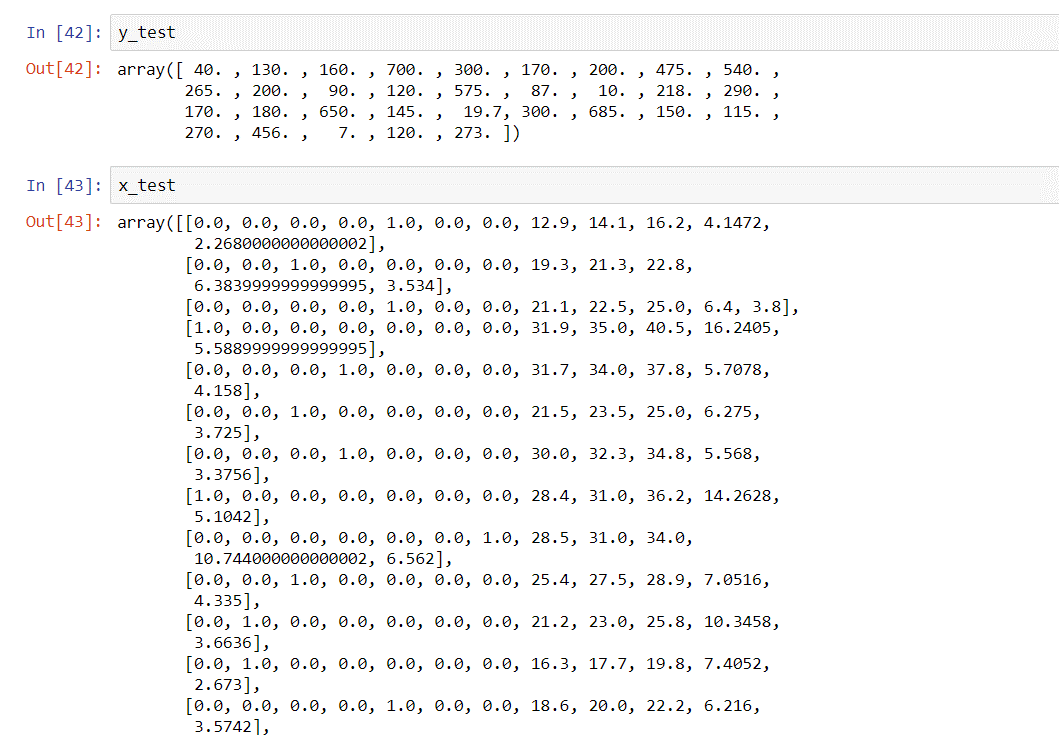 In [42]: y_test
Out[42]: array([ 40. , 130. , 160. , 700. , 300. , 170. , 200. , 475. , 540. ,
265. , 200. , 90. , 120. , 575. , 87. , 10. , 218. , 290. ,
170. , 180. , 650. , 145. , 19.7, 300. , 685. , 150. , 115. ,
270. , 456. , 7. , 120. , 273. ])
In [43]: x_test
Out[43]: array([[0.0, 0.0, 0.0, 0.0, 1.0, 0.0, 0.0, 12.9, 14.1, 16.2, 4.1472,
2.2680000000000002],
[0.0, 0.0, 1.0, 0.0, 0.0, 0.0, 0.0, 19.3, 21.3, 22.8,
6.3839999999999995, 3.534],
[0.0, 0.0, 0.0, 0.0, 1.0, 0.0, 0.0, 21.1, 22.5, 25.0, 6.4, 3.8],
[1.0, 0.0, 0.0, 0.0, 0.0, 0.0, 0.0, 31.9, 35.0, 40.5, 16.2405,
5.5889999999999995],
[0.0, 0.0, 0.0, 1.0, 0.0, 0.0, 0.0, 31.7, 34.0, 37.8, 5.7078,
4.158],
[0.0, 0.0, 1.0, 0.0, 0.0, 0.0, 0.0, 21.5, 23.5, 25.0, 6.275,
3.725],
[0.0, 0.0, 0.0, 1.0, 0.0, 0.0, 0.0, 30.0, 32.3, 34.8, 5.568,
3.3756],
[1.0, 0.0, 0.0, 0.0, 0.0, 0.0, 0.0, 28.4, 31.0, 36.2, 14.2628,
5.1042],
[0.0, 0.0, 0.0, 0.0, 0.0, 0.0, 1.0, 28.5, 31.0, 34.0,
10.744000000000002, 6.562],
[0.0, 0.0, 1.0, 0.0, 0.0, 0.0, 0.0, 25.4, 27.5, 28.9, 7.0516,
4.335],
[0.0, 1.0, 0.0, 0.0, 0.0, 0.0, 0.0, 21.2, 23.0, 25.8, 10.3458,
3.6636],
[0.0, 1.0, 0.0, 0.0, 0.0, 0.0, 0.0, 16.3, 17.7, 19.8, 7.4052,
2.673],
[0.0, 0.0, 0.0, 0.0, 1.0, 0.0, 0.0, 18.6, 20.0, 22.2, 6.216,
3.5742],